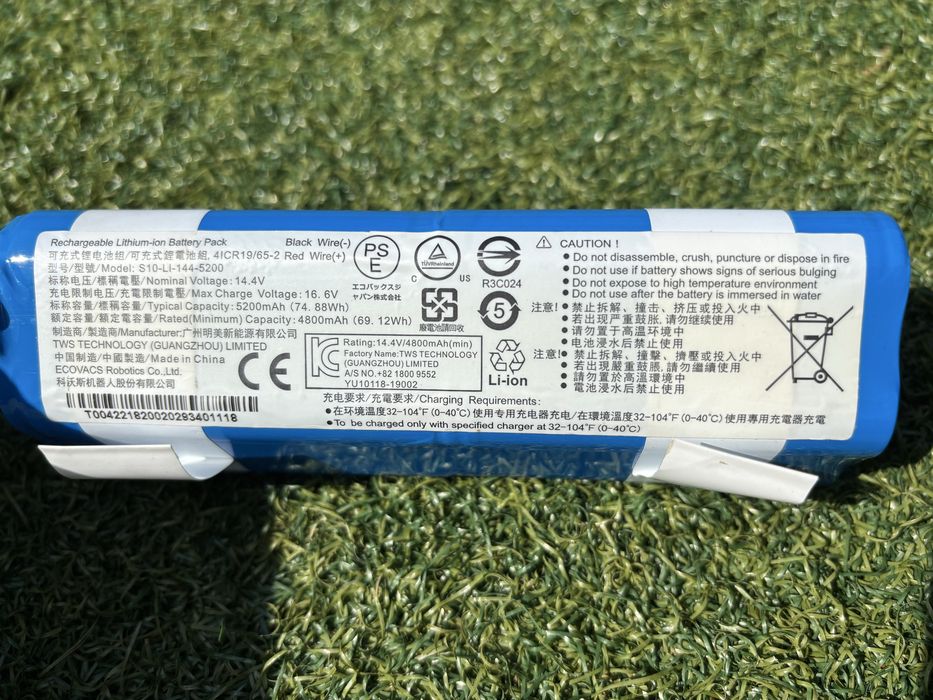 Rechargeable Lithium-ion Battery Pack
Black Wire(-)
可充式锂电池组/可充式鋰電池組, 4ICR19/65-2 Red Wire(+)
型号/型號/Model: S10-LI-144-5200
标称电压/標稱電壓/Nominal Voltage: 14.4V
充电限制电压/充電限制電壓/Max Charge Voltage: 16.6V
标称容量/標稱容量/Typical Capacity: 5200mAh (74.88Wh)
额定容量/額定容量/Rated(Minimum) Capacity: 4800mAh (69.12Wh)
制造商/製造商/Manufacturer:广州明美新能源有限公司
TWS TECHNOLOGY (GUANGZHOU) LIMITED
中国制造/中國製造/Made in China
ECOVACS Robotics Co.,Ltd.
科沃斯机器人股份有限公司
T004221820020293401118
CE
PS
E
エコバックスジ
ャパン株式会社
C
TÜVRheinland
US
R3C024
廢電池請回收
5
KC
Rating: 14.4V/4800mAh(min)
Factory Name: TWS TECHNOLOGY
(GUANGZHOU) LIMITED
A/S NO.+82 1800 9552
YU10118-19002
Li-ion
CAUTION !
• Do not disassemble, crush, puncture or dispose in fire
• Do not use if battery shows signs of serious bulging
• Do not expose to high temperature environment
• Do not use after the battery is immersed in water
注意! • 禁止拆解、撞击、挤压或投入火中
• 若出现严重鼓胀, 请勿继续使用
• 请勿置于高温环境中
• 电池浸水后禁止使用
注意! • 禁止拆解、撞擊、擠壓或投入火中
• 若出現嚴重鼓脹, 請勿繼續使用
• 請勿置於高溫環境中
• 電池浸水後禁止使用
充电要求/充電要求/Charging Requirements:
•在环境温度32-104°F (0-40℃) 使用专用充电器充电/在環境溫度32-104°F (0-40℃) 使用專用充電器充電
•To be charged only with specified charger at 32-104°F (0-40℃)